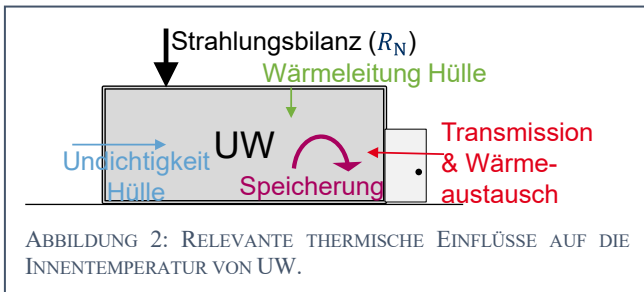 Strahlungsbilanz (R_N)
Wärmeleitung Hülle
Undichtigkeit
Hülle
UW
Speicherung
Transmission
& Wärme-
austausch
ABBILDUNG 2: RELEVANTE THERMISCHE EINFLÜSSE AUF DIE
INNENTEMPERATUR VON UW.